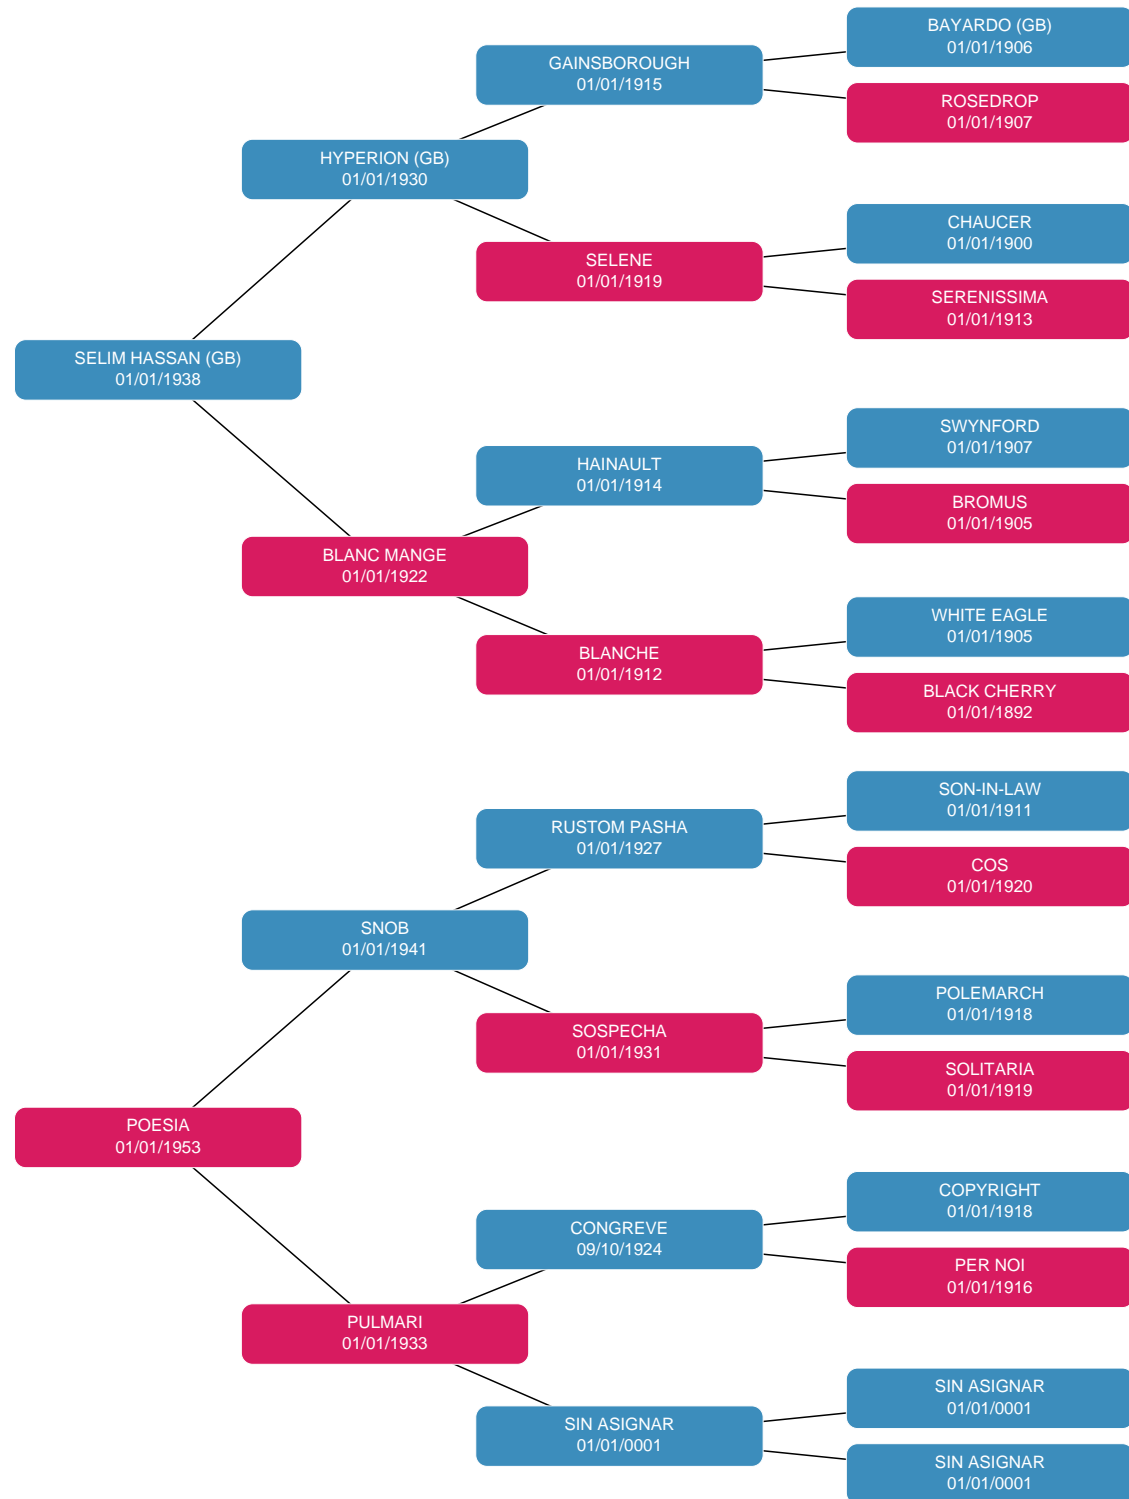 BAYARDO (GB)
01/01/1906
GAINSBOROUGH
01/01/1915
ROSEDROP
01/01/1907
HYPERION (GB)
01/01/1930
CHAUCER
01/01/1900
SELENE
01/01/1919
SERENISSIMA
01/01/1913
SELIM HASSAN (GB)
01/01/1938
SWYNFORD
01/01/1907
HAINAULT
01/01/1914
BROMUS
01/01/1905
BLANC MANGE
01/01/1922
WHITE EAGLE
01/01/1905
BLANCHE
01/01/1912
BLACK CHERRY
01/01/1892
SON-IN-LAW
01/01/1911
RUSTOM PASHA
01/01/1927
COS
01/01/1920
SNOB
01/01/1941
POLEMARCH
01/01/1918
SOSPECHA
01/01/1931
SOLITARIA
01/01/1919
POESIA
01/01/1953
COPYRIGHT
01/01/1918
CONGREVE
09/10/1924
PER NOI
01/01/1916
PULMARI
01/01/1933
SIN ASIGNAR
01/01/0001
SIN ASIGNAR
01/01/0001
SIN ASIGNAR
01/01/0001